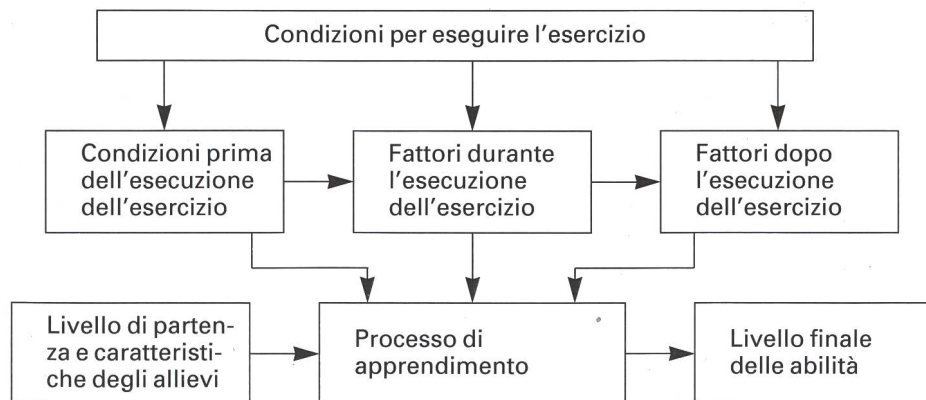 Condizioni per eseguire l'esercizio
Condizioni prima
dell'esecuzione
dell'esercizio
Fattori durante
l'esecuzione
dell'esercizio
Fattori dopo
l'esecuzione
dell'esercizio
Livello di parten-
za e caratteristi-
che degli allievi
Processo di
apprendimento
Livello finale
delle abilità